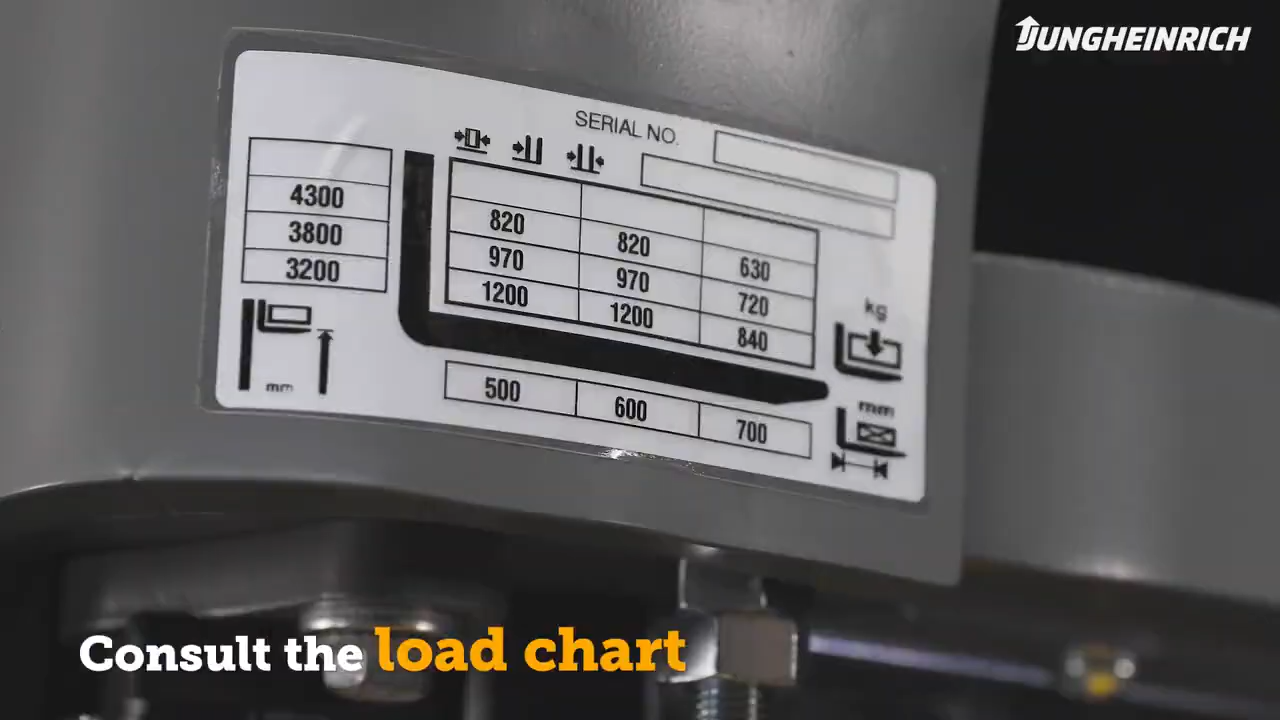 JUNGHEINRICH
SERIAL NO.
4300 820 820 630
3800 970 970 720
3200 1200 1200 840
kg
mm
500 600 700
mm
Consult the load chart